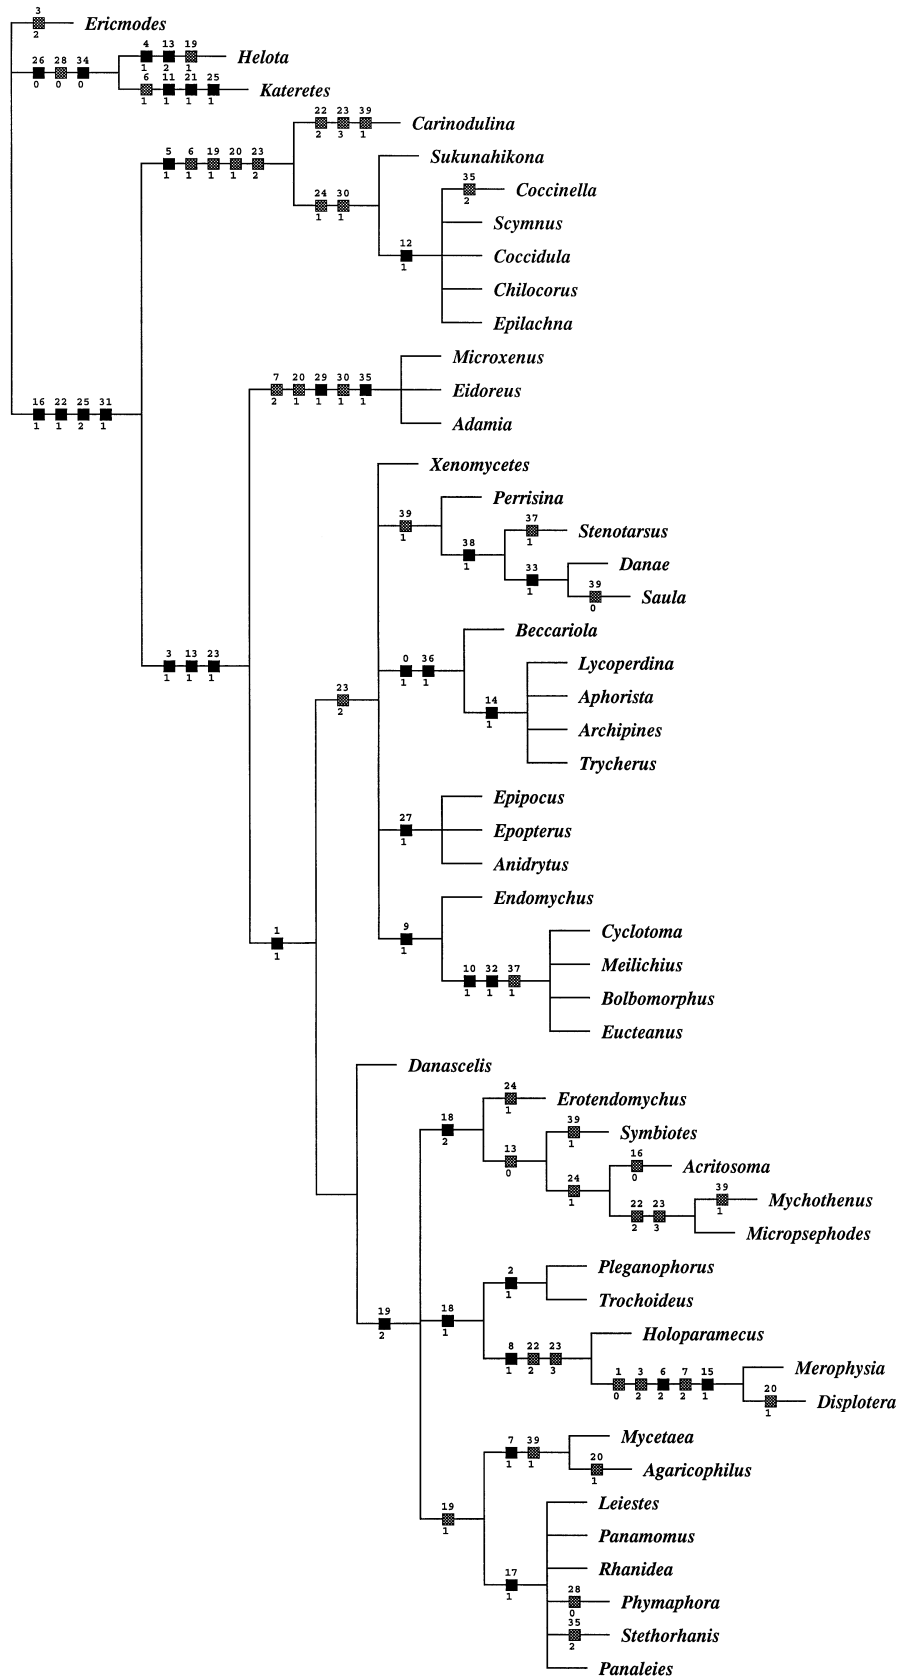 3
2
Ericmodes
4 13 19
1 2 1
Helota
26 28 34
0 0 0
6 11 21 25
1 1 1 1
Kateretes
22 23 39
2 3 1
Carinodulina
5 6 19 20 23
1 1 1 1 2
Sukunahikona
35
2
Coccinella
24 30
1 1
Scymnus
12
1
Coccidula
Chilocorus
Epilachna
Microxenus
7 20 29 30 35
2 1 1 1 1
Eidoreus
16 22 25 31
1 1 2 1
Adamia
Xenomycetes
Perrisina
39
1
37
1
Stenotarsus
38
1
Danae
33
1
39
0
Saula
Beccariola
3 13 23
1 1 1
0 36
1 1
Lycoperdina
23
2
Aphorista
14
1
Archipines
Trycherus
Epipocus
27
1
Epopterus
Anidrytus
Endomychus
1
1
9
1
Cyclotoma
Meilichius
10 32 37
1 1 1
Bolbomorphus
Eucteanus
Danascelis
24
1
Erotendomychus
18
2
39
1
Symbiotes
13
0
16
0
Acritosoma
24
1
39
1
Mychothenus
22 23
2 3
Micropsephodes
Pleganophorus
2
1
Trochoideus
19
2
18
1
Holoparamecus
8 22 23
1 2 3
Merophysia
1 3 6 7 15
0 2 2 2 1
20
1
Displotera
Mycetaea
7 39
1 1
20
1
Agaricophilus
Leiestes
19
1
Panamomus
Rhanidea
17
1
28
0
Phymaphora
35
2
Stethorhanis
Panaleies